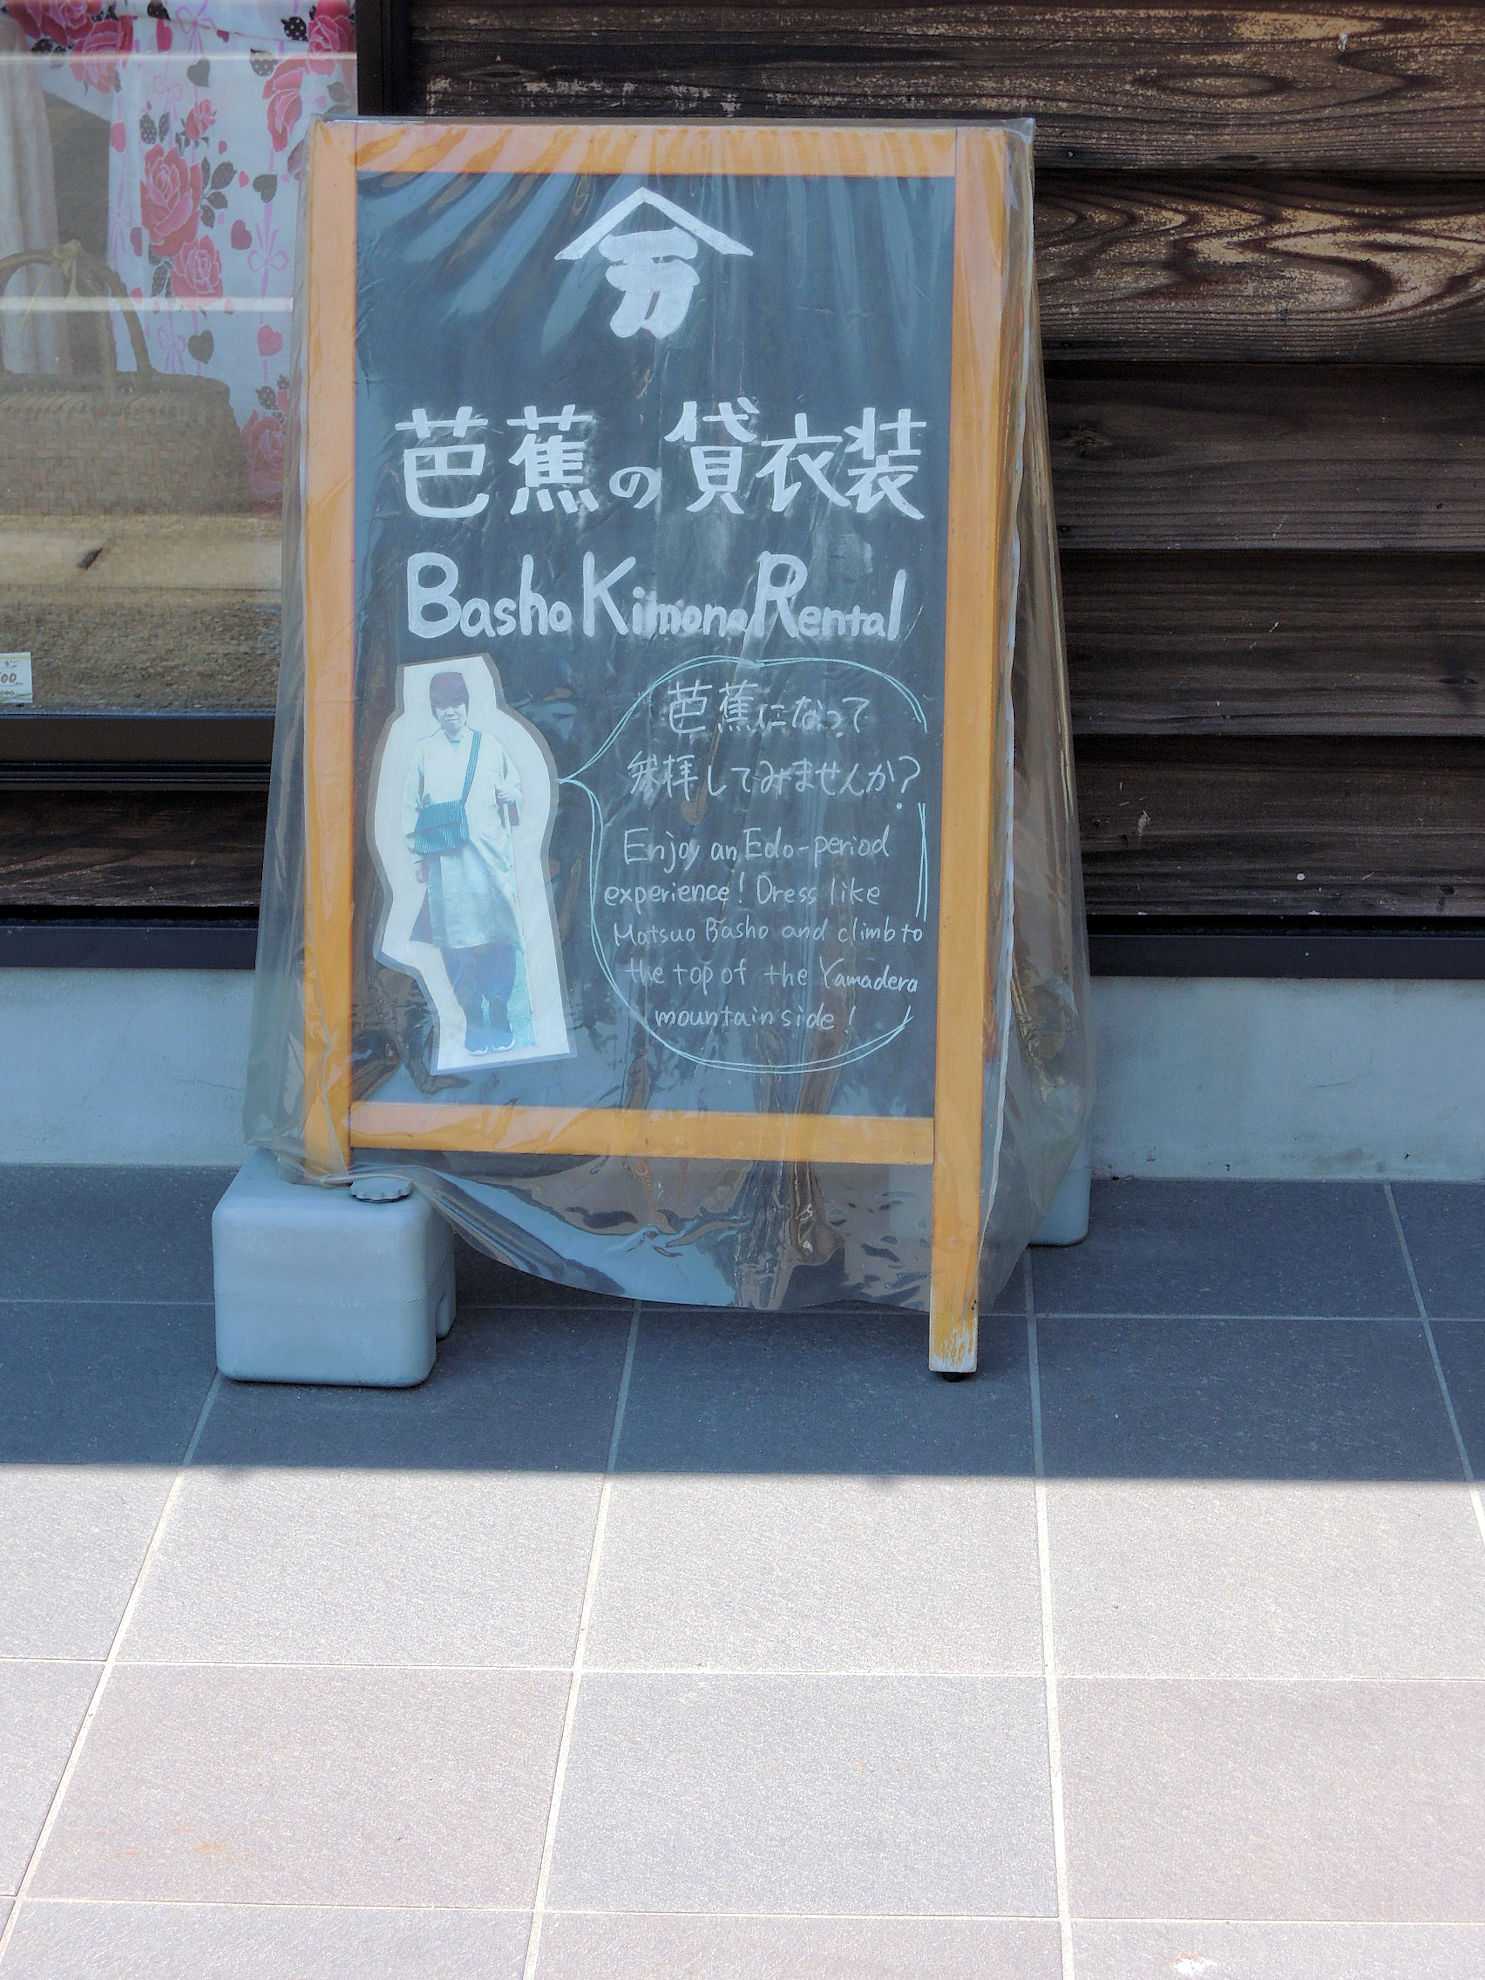 芭蕉の貸衣装
Basho Kimono Rental
芭蕉になって
参拝してみませんか?
Enjoy an Edo-period
experience! Dress like
Matsuo Basho and climb to
the top of the Yamadera
mountain side!